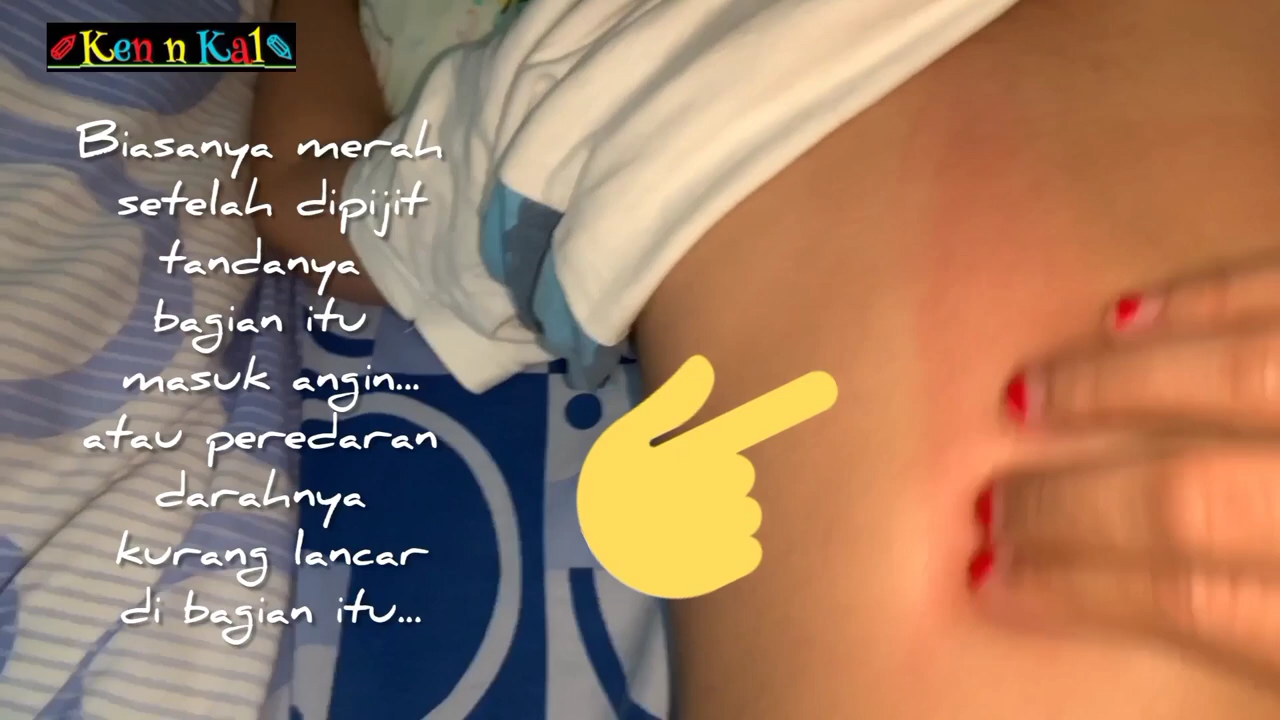 Ken n Kal
Biasanya merah
setelah dipijit
tandanya
bagian itu
masuk angin...
atau peredaran
darahnya
kurang lancar
di bagian itu...